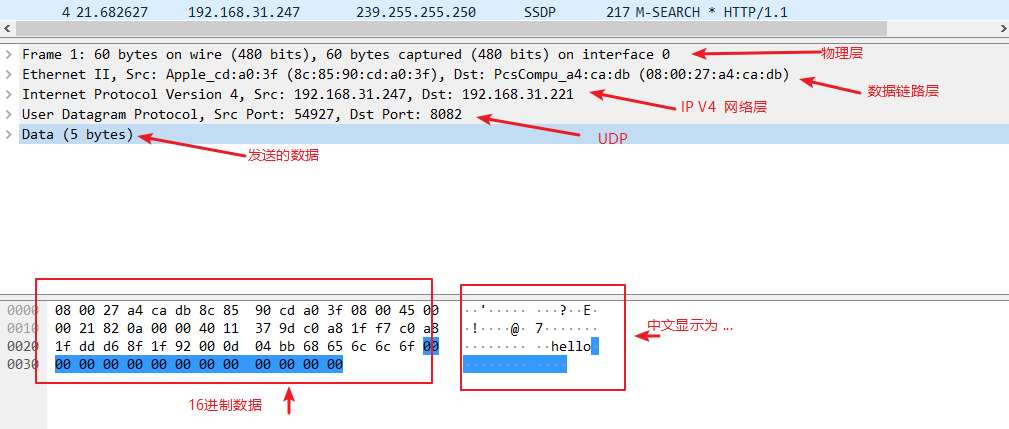 4 21.682627 192.168.31.247 239.255.255.250 SSDP 217 M-SEARCH * HTTP/1.1
Frame 1: 60 bytes on wire (480 bits), 60 bytes captured (480 bits) on interface 0
物理层
Ethernet II, Src: Apple_cd:a0:3f (8c:85:90:cd:a0:3f), Dst: PcsCompu_a4:ca:db (08:00:27:a4:ca:db)
数据链路层
Internet Protocol Version 4, Src: 192.168.31.247, Dst: 192.168.31.221
IP V4 网络层
User Datagram Protocol, Src Port: 54927, Dst Port: 8082
UDP
Data (5 bytes)
发送的数据
0000 08 00 27 a4 ca db 8c 85 90 cd a0 3f 08 00 45 00 ··'····· ···?··E·
0010 00 21 82 0a 00 00 40 11 37 9d c0 a8 1f f7 c0 a8 ·!····@· 7·······
0020 1f dd d6 8f 1f 92 00 0d 04 bb 68 65 6c 6c 6f 00 ········ ··hello·
0030 00 00 00 00 00 00 00 00 00 00 00 00 ········ ····
中文显示为 ...
16进制数据